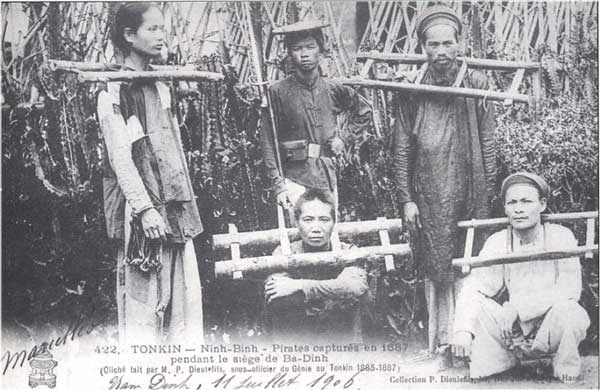 422. TONKIN — Ninh-Binh - Pirates capturés en 1887
pendant le siège de Ba-Dinh
(Cliché fait par M. P. Dieulefils, sous-officier du Génie au Tonkin 1885-1887)
Collection P. Dieulefils, Hanoï
Nam Dinh, 11 Juillet 1906